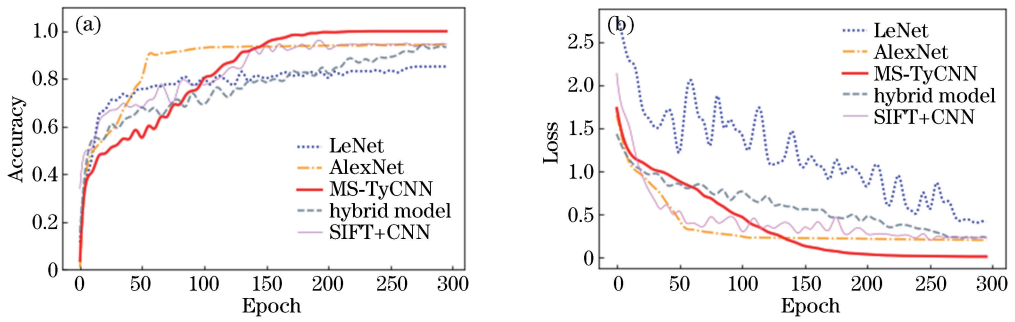 (a)
Accuracy
1.0
0.8
0.6
0.4
0.2
0
LeNet
AlexNet
MS-TyCNN
hybrid model
SIFT+CNN
0 50 100 150 200 250 300
Epoch
(b)
Loss
2.5
2.0
1.5
1.0
0.5
0
LeNet
AlexNet
MS-TyCNN
hybrid model
SIFT+CNN
0 50 100 150 200 250 300
Epoch